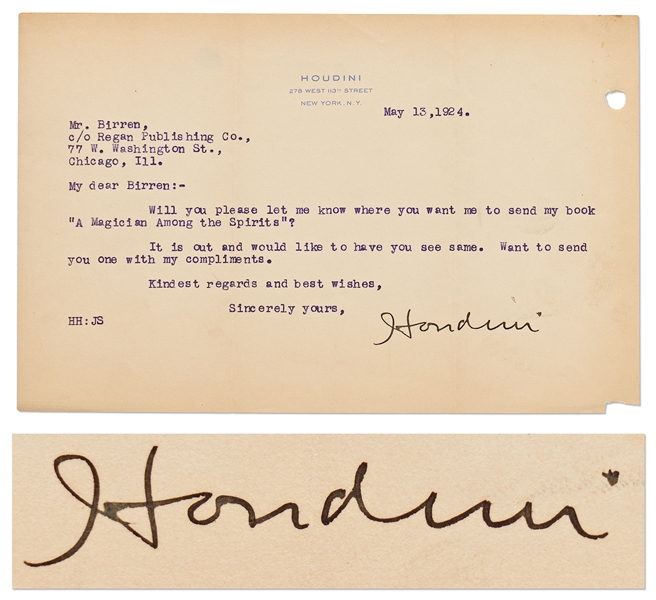 HOUDINI
278 WEST 113TH STREET
NEW YORK, N.Y.
May 13,1924.
Mr. Birren,
c/o Regan Publishing Co.,
77 W. Washington St.,
Chicago, Ill.
My dear Birren:-
Will you please let me know where you want me to send my book
"A Magician Among the Spirits"?
It is out and would like to have you see same. Want to send
you one with my compliments.
Kindest regards and best wishes,
Sincerely yours,
HH:JS
Houdini
Houdini